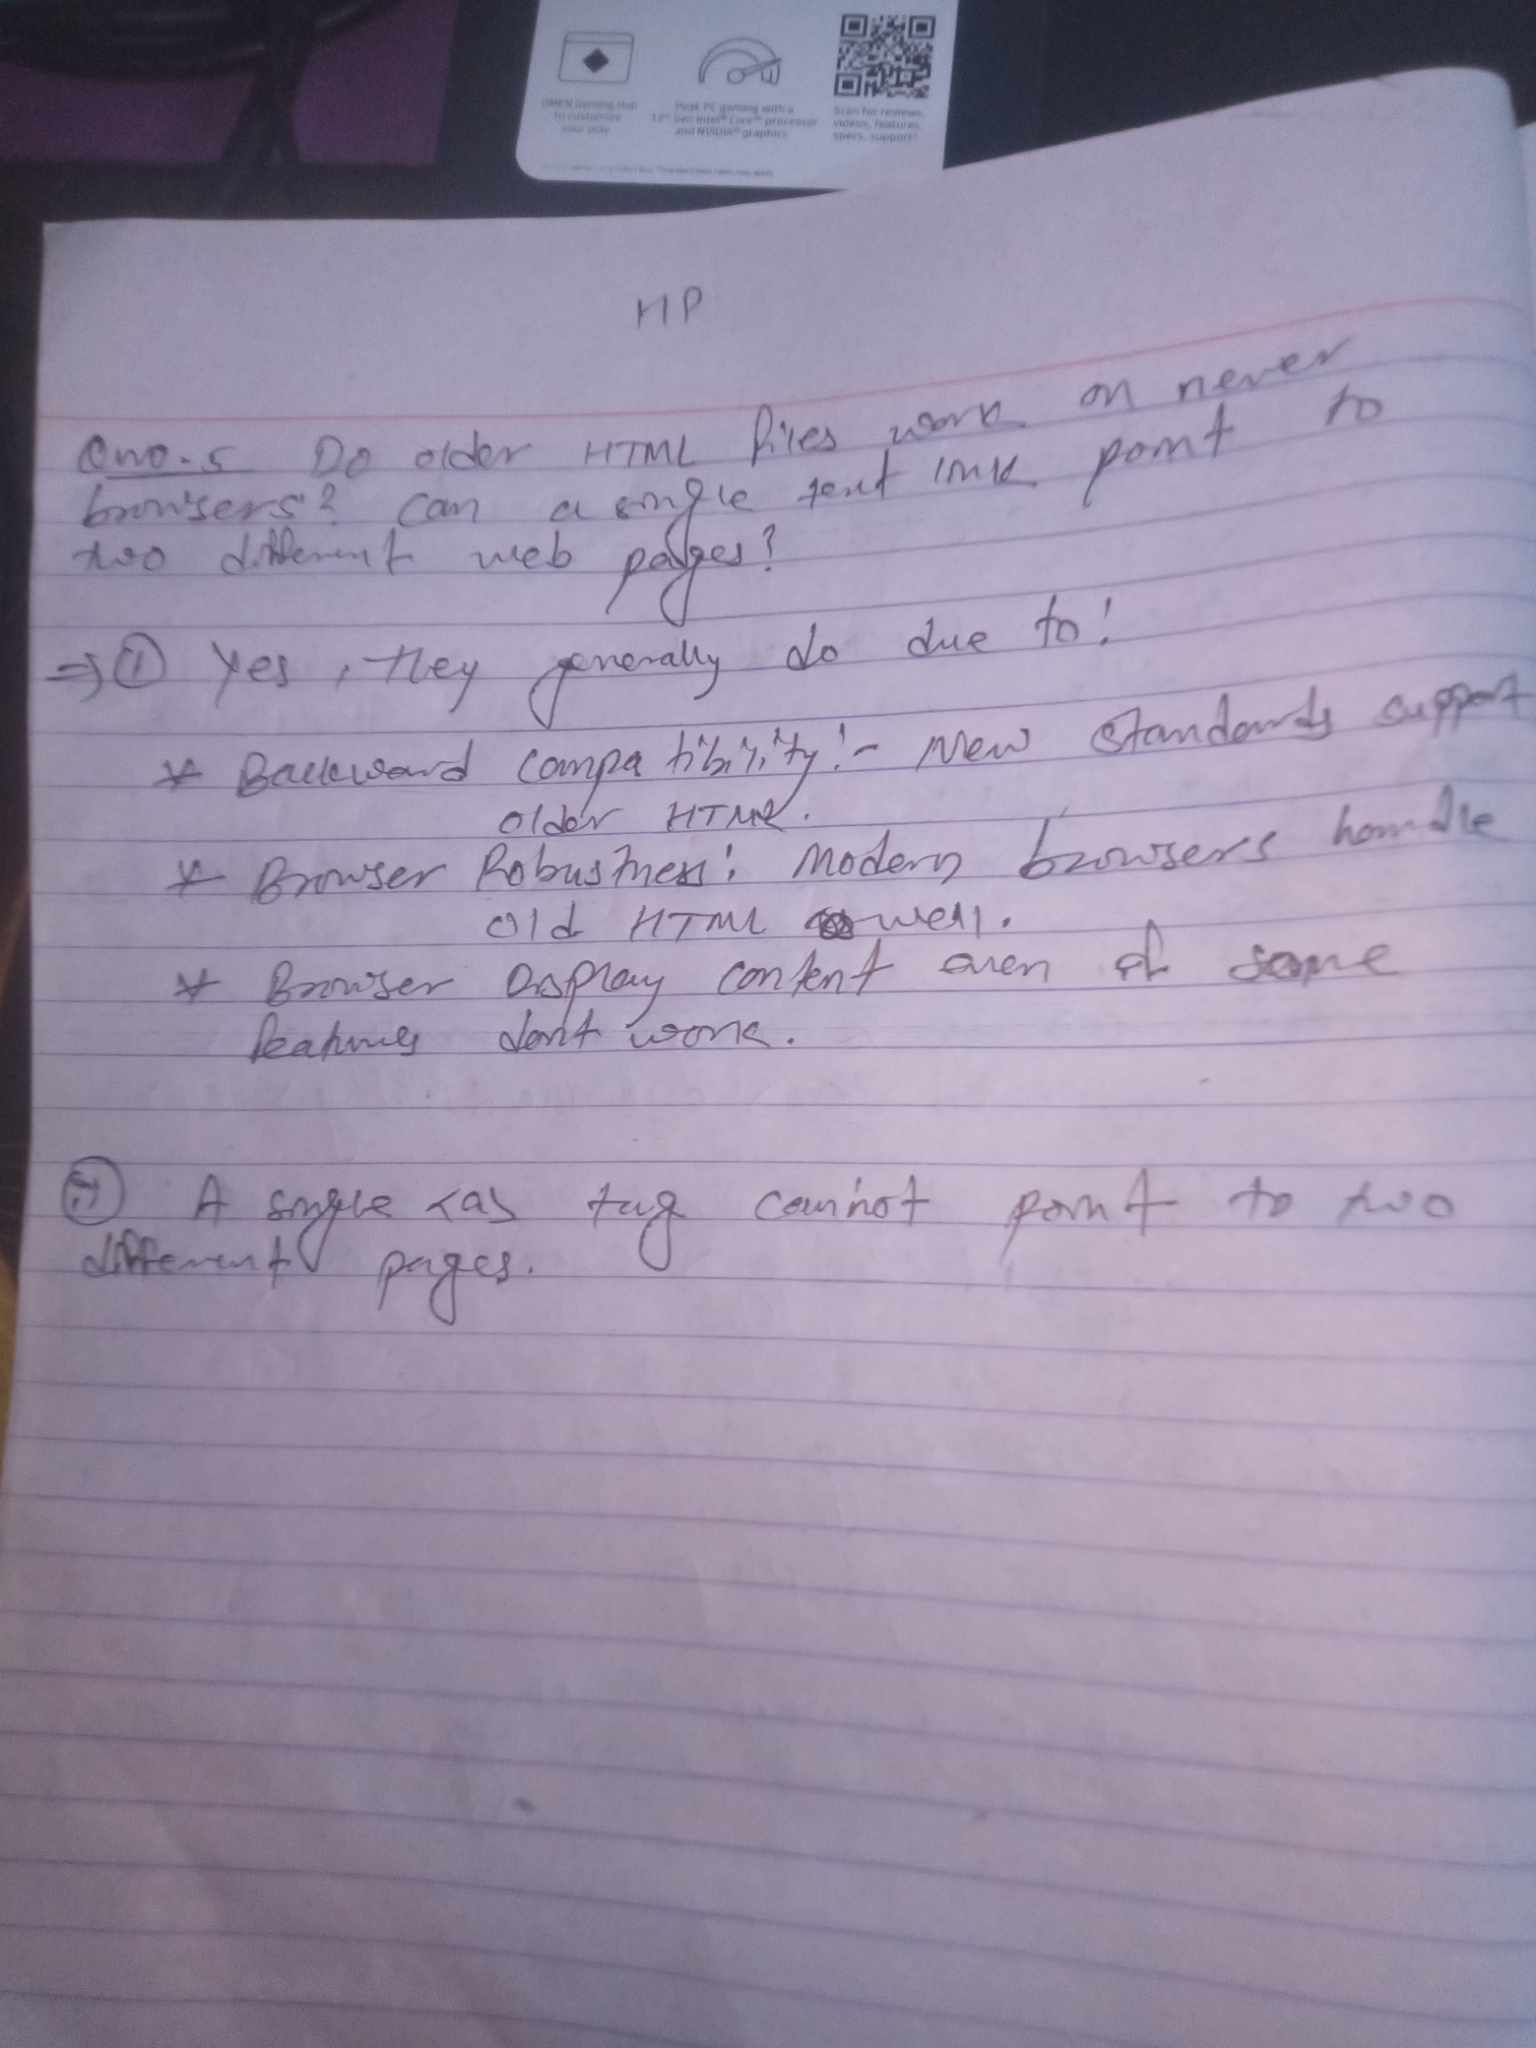 OMEN Gaming Hub
to customize
your play
Peak PC gaming with a
12th Gen Intel® Core™ processor
and NVIDIA® graphics
Scan for reviews,
videos, features,
specs, support!
HP
Qno.5 Do older HTML files work on never
browsers? can a single text link point to
two different web pages?
⇒ ① Yes, they generally do due to:
* Backward compatibility:- New standards support
older HTML.
* Browser Robustness: Modern browsers handle
old HTML well.
* Browser Display content even if some
features dont work.
② A single <a> tag cannot point to two
different pages.